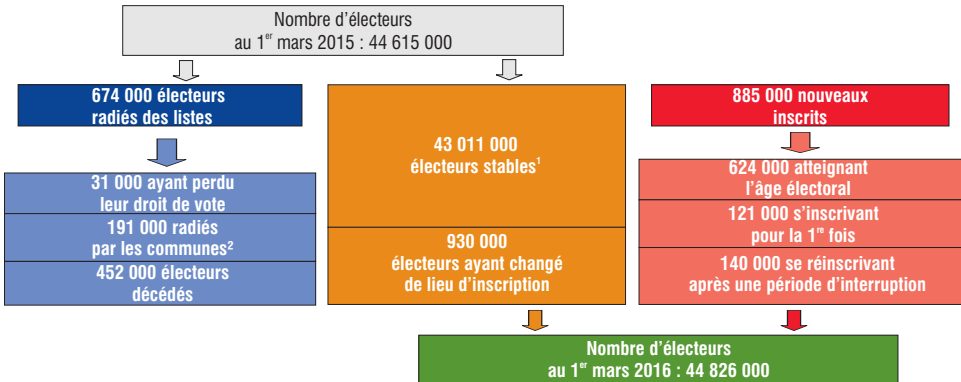 Nombre d'électeurs
au 1er mars 2015 : 44 615 000
674 000 électeurs
radiés des listes
31 000 ayant perdu
leur droit de vote
191 000 radiés
par les communes²
452 000 électeurs
décédés
43 011 000
électeurs stables¹
930 000
électeurs ayant changé
de lieu d'inscription
885 000 nouveaux
inscrits
624 000 atteignant
l'âge électoral
121 000 s'inscrivant
pour la 1re fois
140 000 se réinscrivant
après une période d'interruption
Nombre d'électeurs
au 1er mars 2016 : 44 826 000